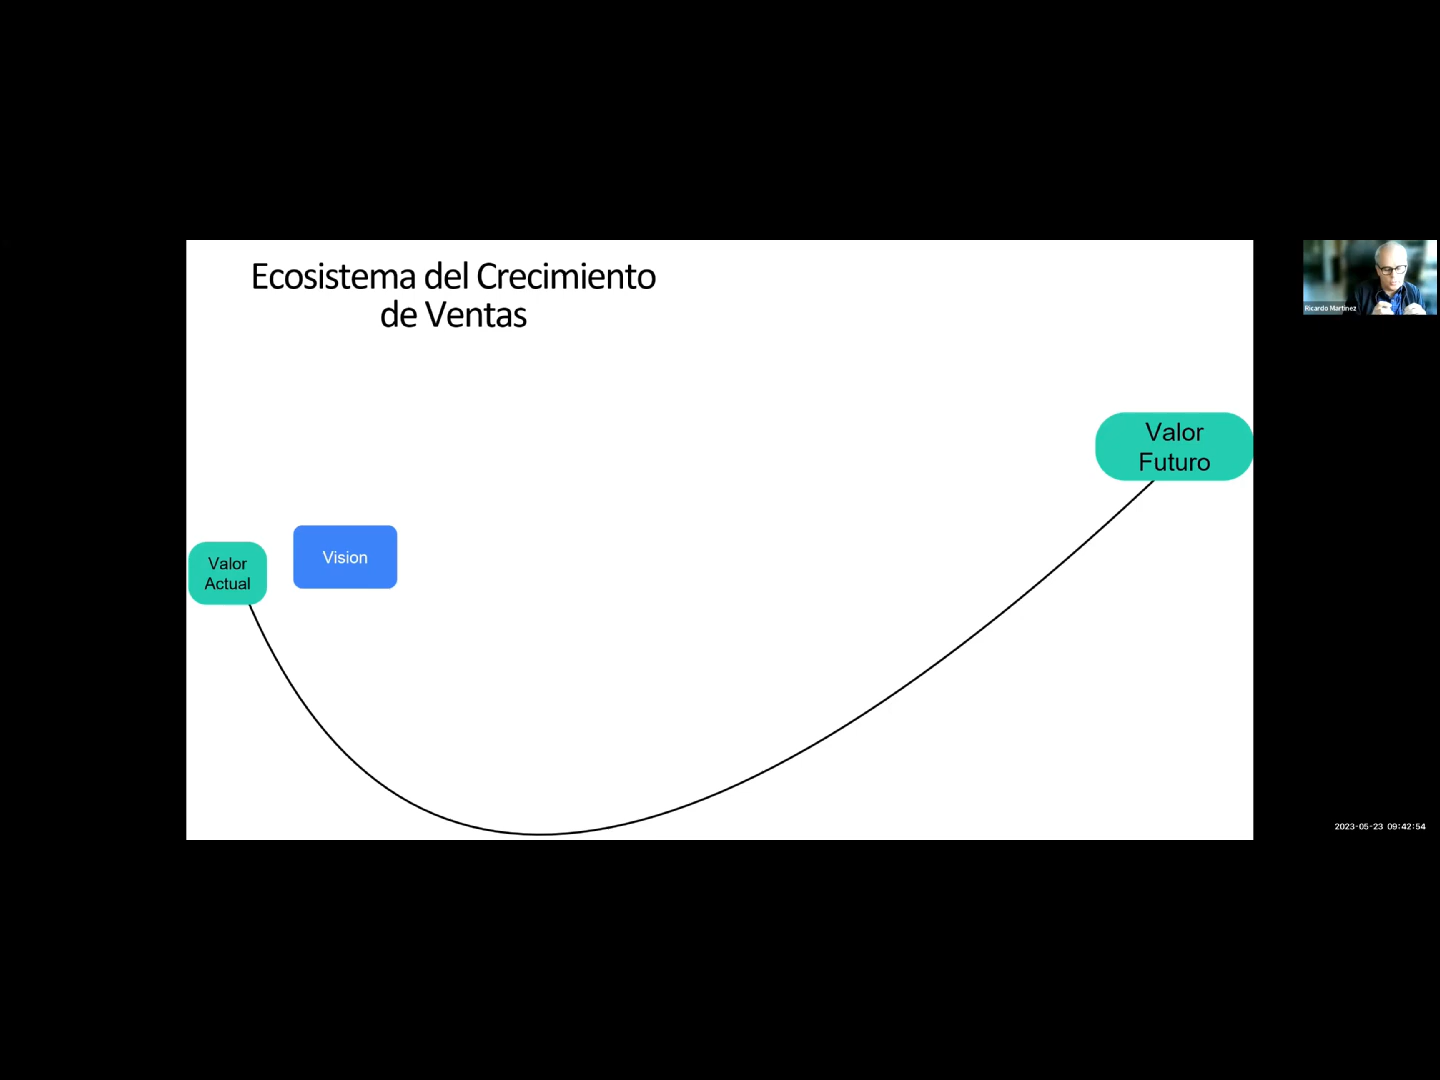 Ecosistema del Crecimiento
de Ventas
Valor
Futuro
Vision
Valor
Actual
Ricardo Martinez
2023-05-23 09:42:54